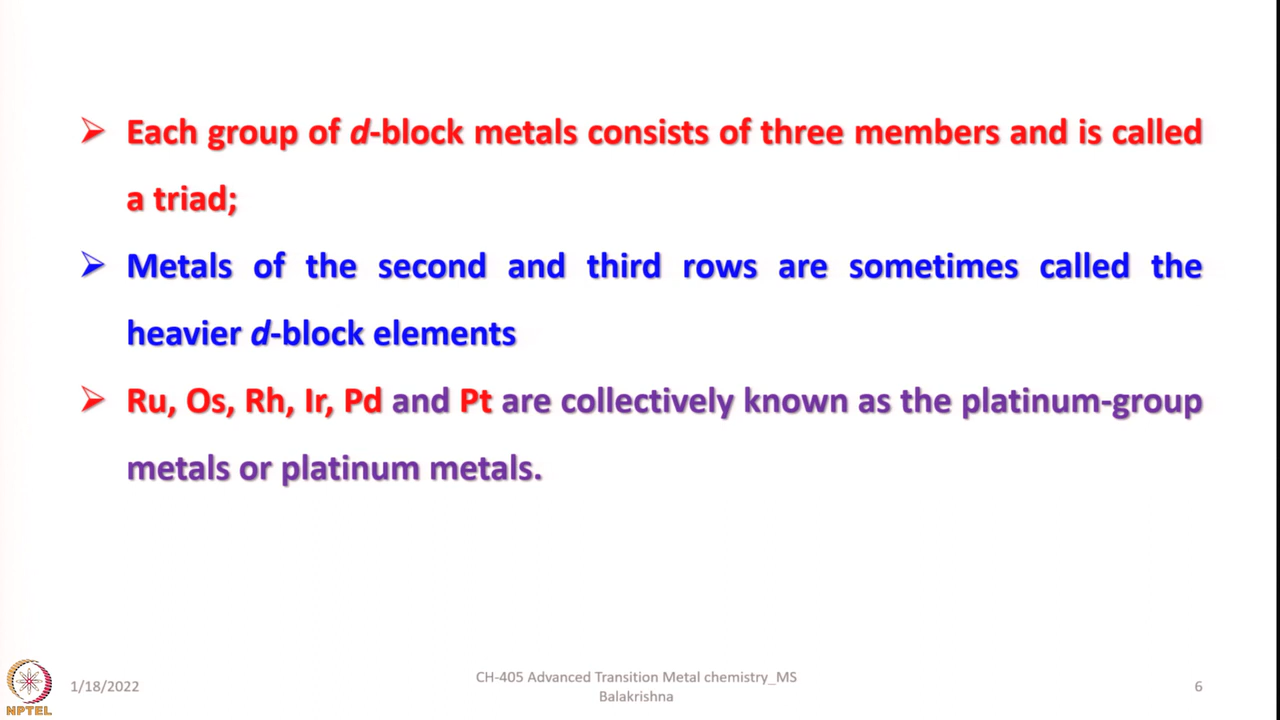 ➢ Each group of d-block metals consists of three members and is called
a triad;
➢ Metals of the second and third rows are sometimes called the
heavier d-block elements
➢ Ru, Os, Rh, Ir, Pd and Pt are collectively known as the platinum-group
metals or platinum metals.
NPTEL
1/18/2022
CH-405 Advanced Transition Metal chemistry_MS
Balakrishna
6